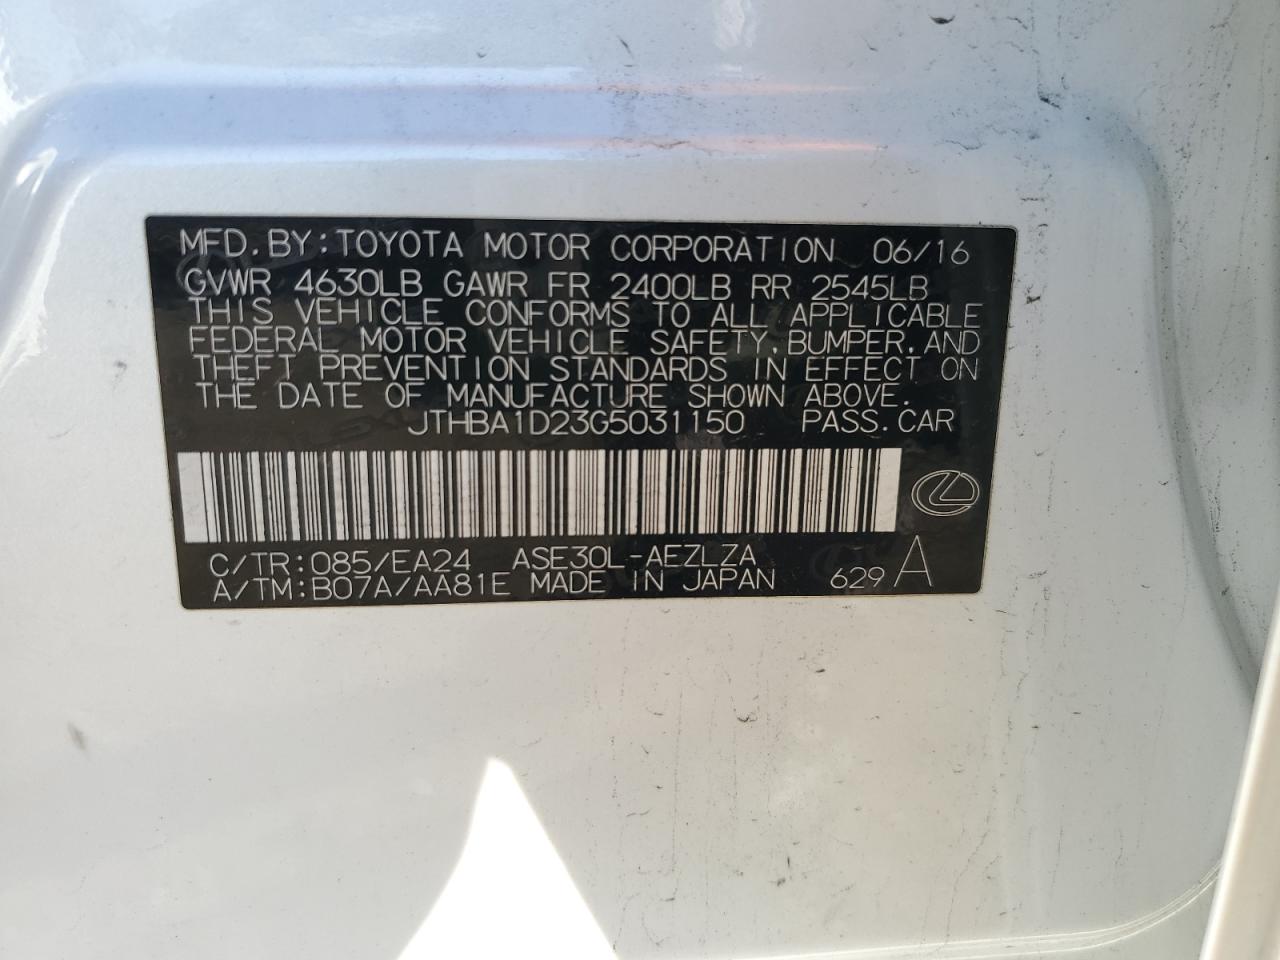 MFD.BY:TOYOTA MOTOR CORPORATION 06/16
GVWR 4630LB GAWR FR 2400LB RR 2545LB
THIS VEHICLE CONFORMS TO ALL APPLICABLE
FEDERAL MOTOR VEHICLE SAFETY,BUMPER,AND
THEFT PREVENTION STANDARDS IN EFFECT ON
THE DATE OF MANUFACTURE SHOWN ABOVE.
JTHBA1D23G5031150 PASS.CAR
C/TR:085/EA24 ASE30L-AEZLZA
A/TM:B07A/AA81E MADE IN JAPAN 629 A